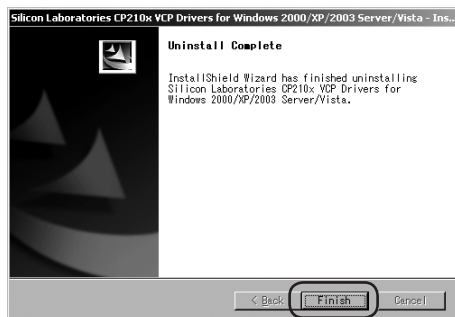 Silicon Laboratories CP210x VCP Drivers for Windows 2000/XP/2003 Server/Vista - Ins...
Uninstall Complete
InstallShield Wizard has finished uninstalling
Silicon Laboratories CP210x VCP Drivers for
Windows 2000/XP/2003 Server/Vista.
< Back Finish Cancel